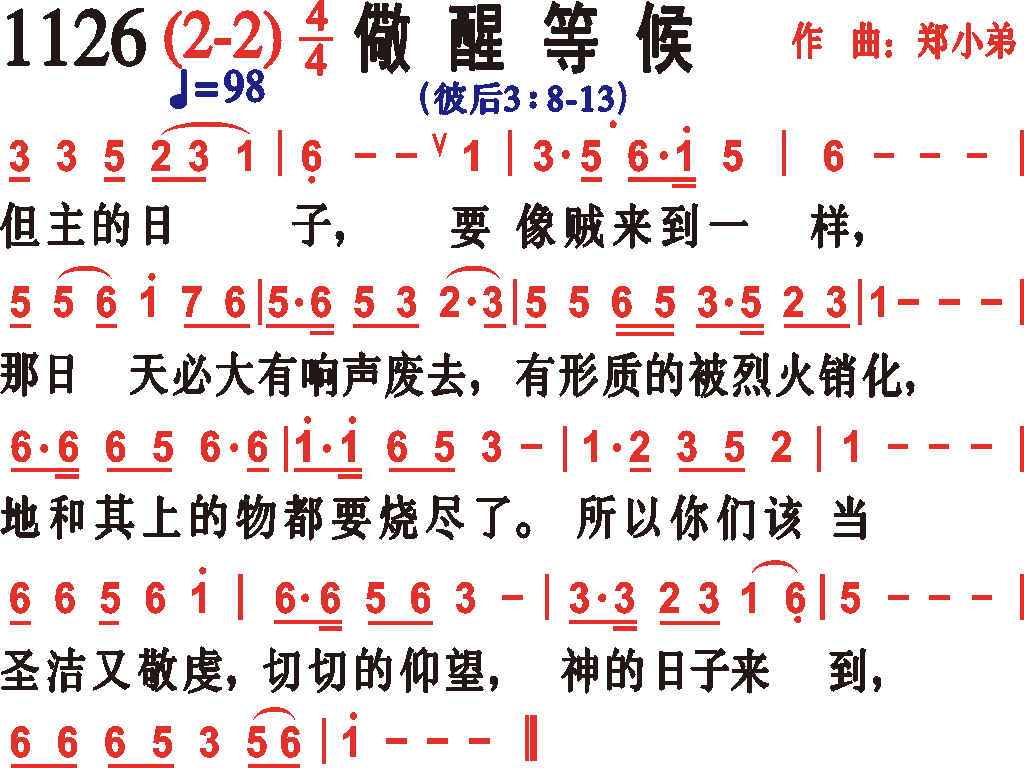 1126 (2-2) 4/4 儆醒等候 作 曲：郑小弟
♩=98 （彼后3：8-13）
3 3 5 2 3 1 | 6 - - ∨ 1 | 3·5 6·i 5 | 6 - - - |
但主的日 子， 要 像贼来到一 样，
5 5 6 i 7 6 | 5·6 5 3 2·3 | 5 5 6 5 3·5 2 3 | 1 - - - |
那日 天必大有响声废去，有形质的被烈火销化，
6·6 6 5 6·6 | i·i 6 5 3 - | 1·2 3 5 2 | 1 - - - |
地和其上的物都要烧尽了。所以你们该 当
6 6 5 6 i | 6·6 5 6 3 - | 3·3 2 3 1 6 | 5 - - - |
圣洁又敬虔，切切的仰望， 神的日子来 到，
6 6 6 5 3 5 6 | i - - - ‖